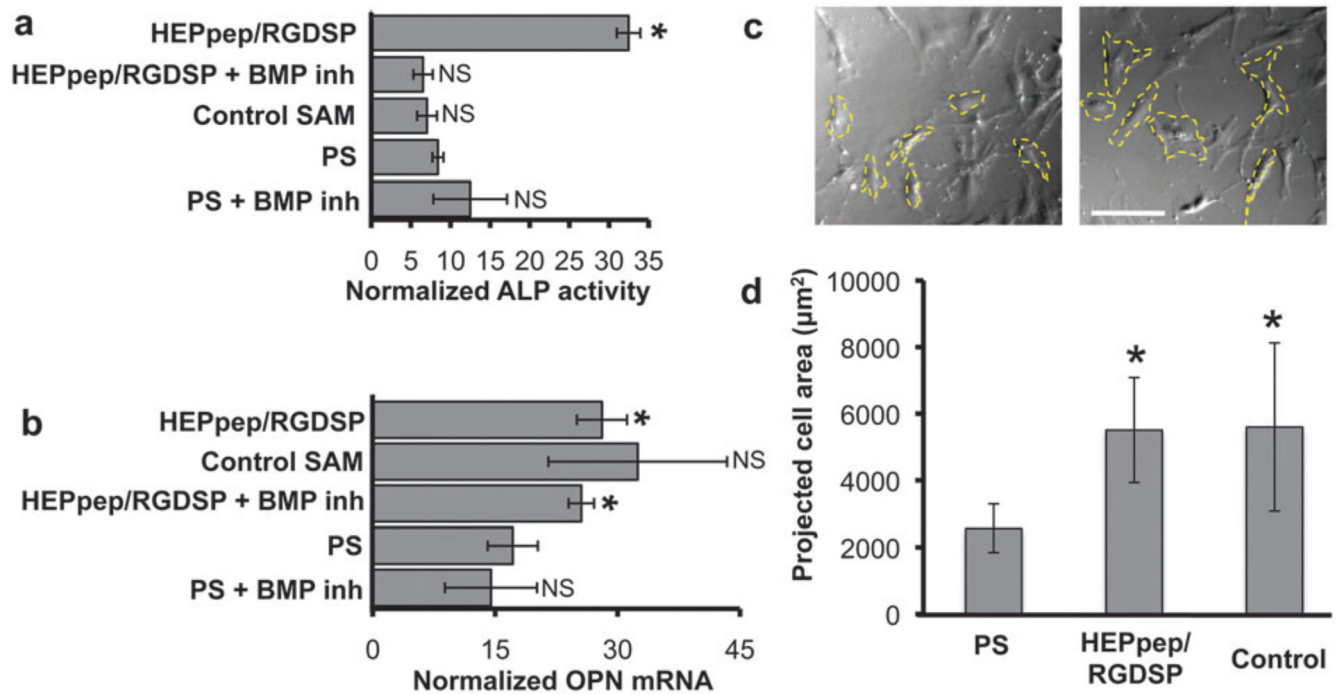 a
HEPpep/RGDSP
*
HEPpep/RGDSP + BMP inh
NS
Control SAM
NS
PS
PS + BMP inh
NS
0 5 10 15 20 25 30 35
Normalized ALP activity
b
HEPpep/RGDSP
*
Control SAM
NS
HEPpep/RGDSP + BMP inh
*
PS
PS + BMP inh
NS
0 15 30 45
Normalized OPN mRNA
c
d
Projected cell area (µm²)
10000
8000
6000
4000
2000
0
*
*
PS
HEPpep/
RGDSP
Control